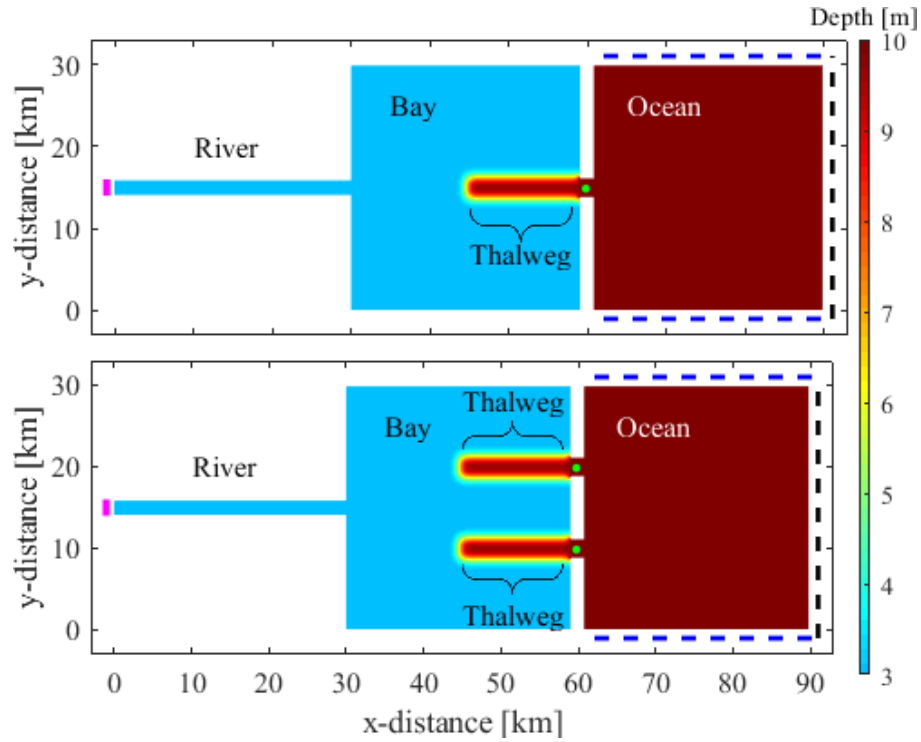 Depth [m]
10
9
8
7
6
5
4
3
y-distance [km]
30
20
10
0
River
Bay
Ocean
Thalweg
y-distance [km]
30
20
10
0
River
Bay
Thalweg
Ocean
Thalweg
0 10 20 30 40 50 60 70 80 90
x-distance [km]